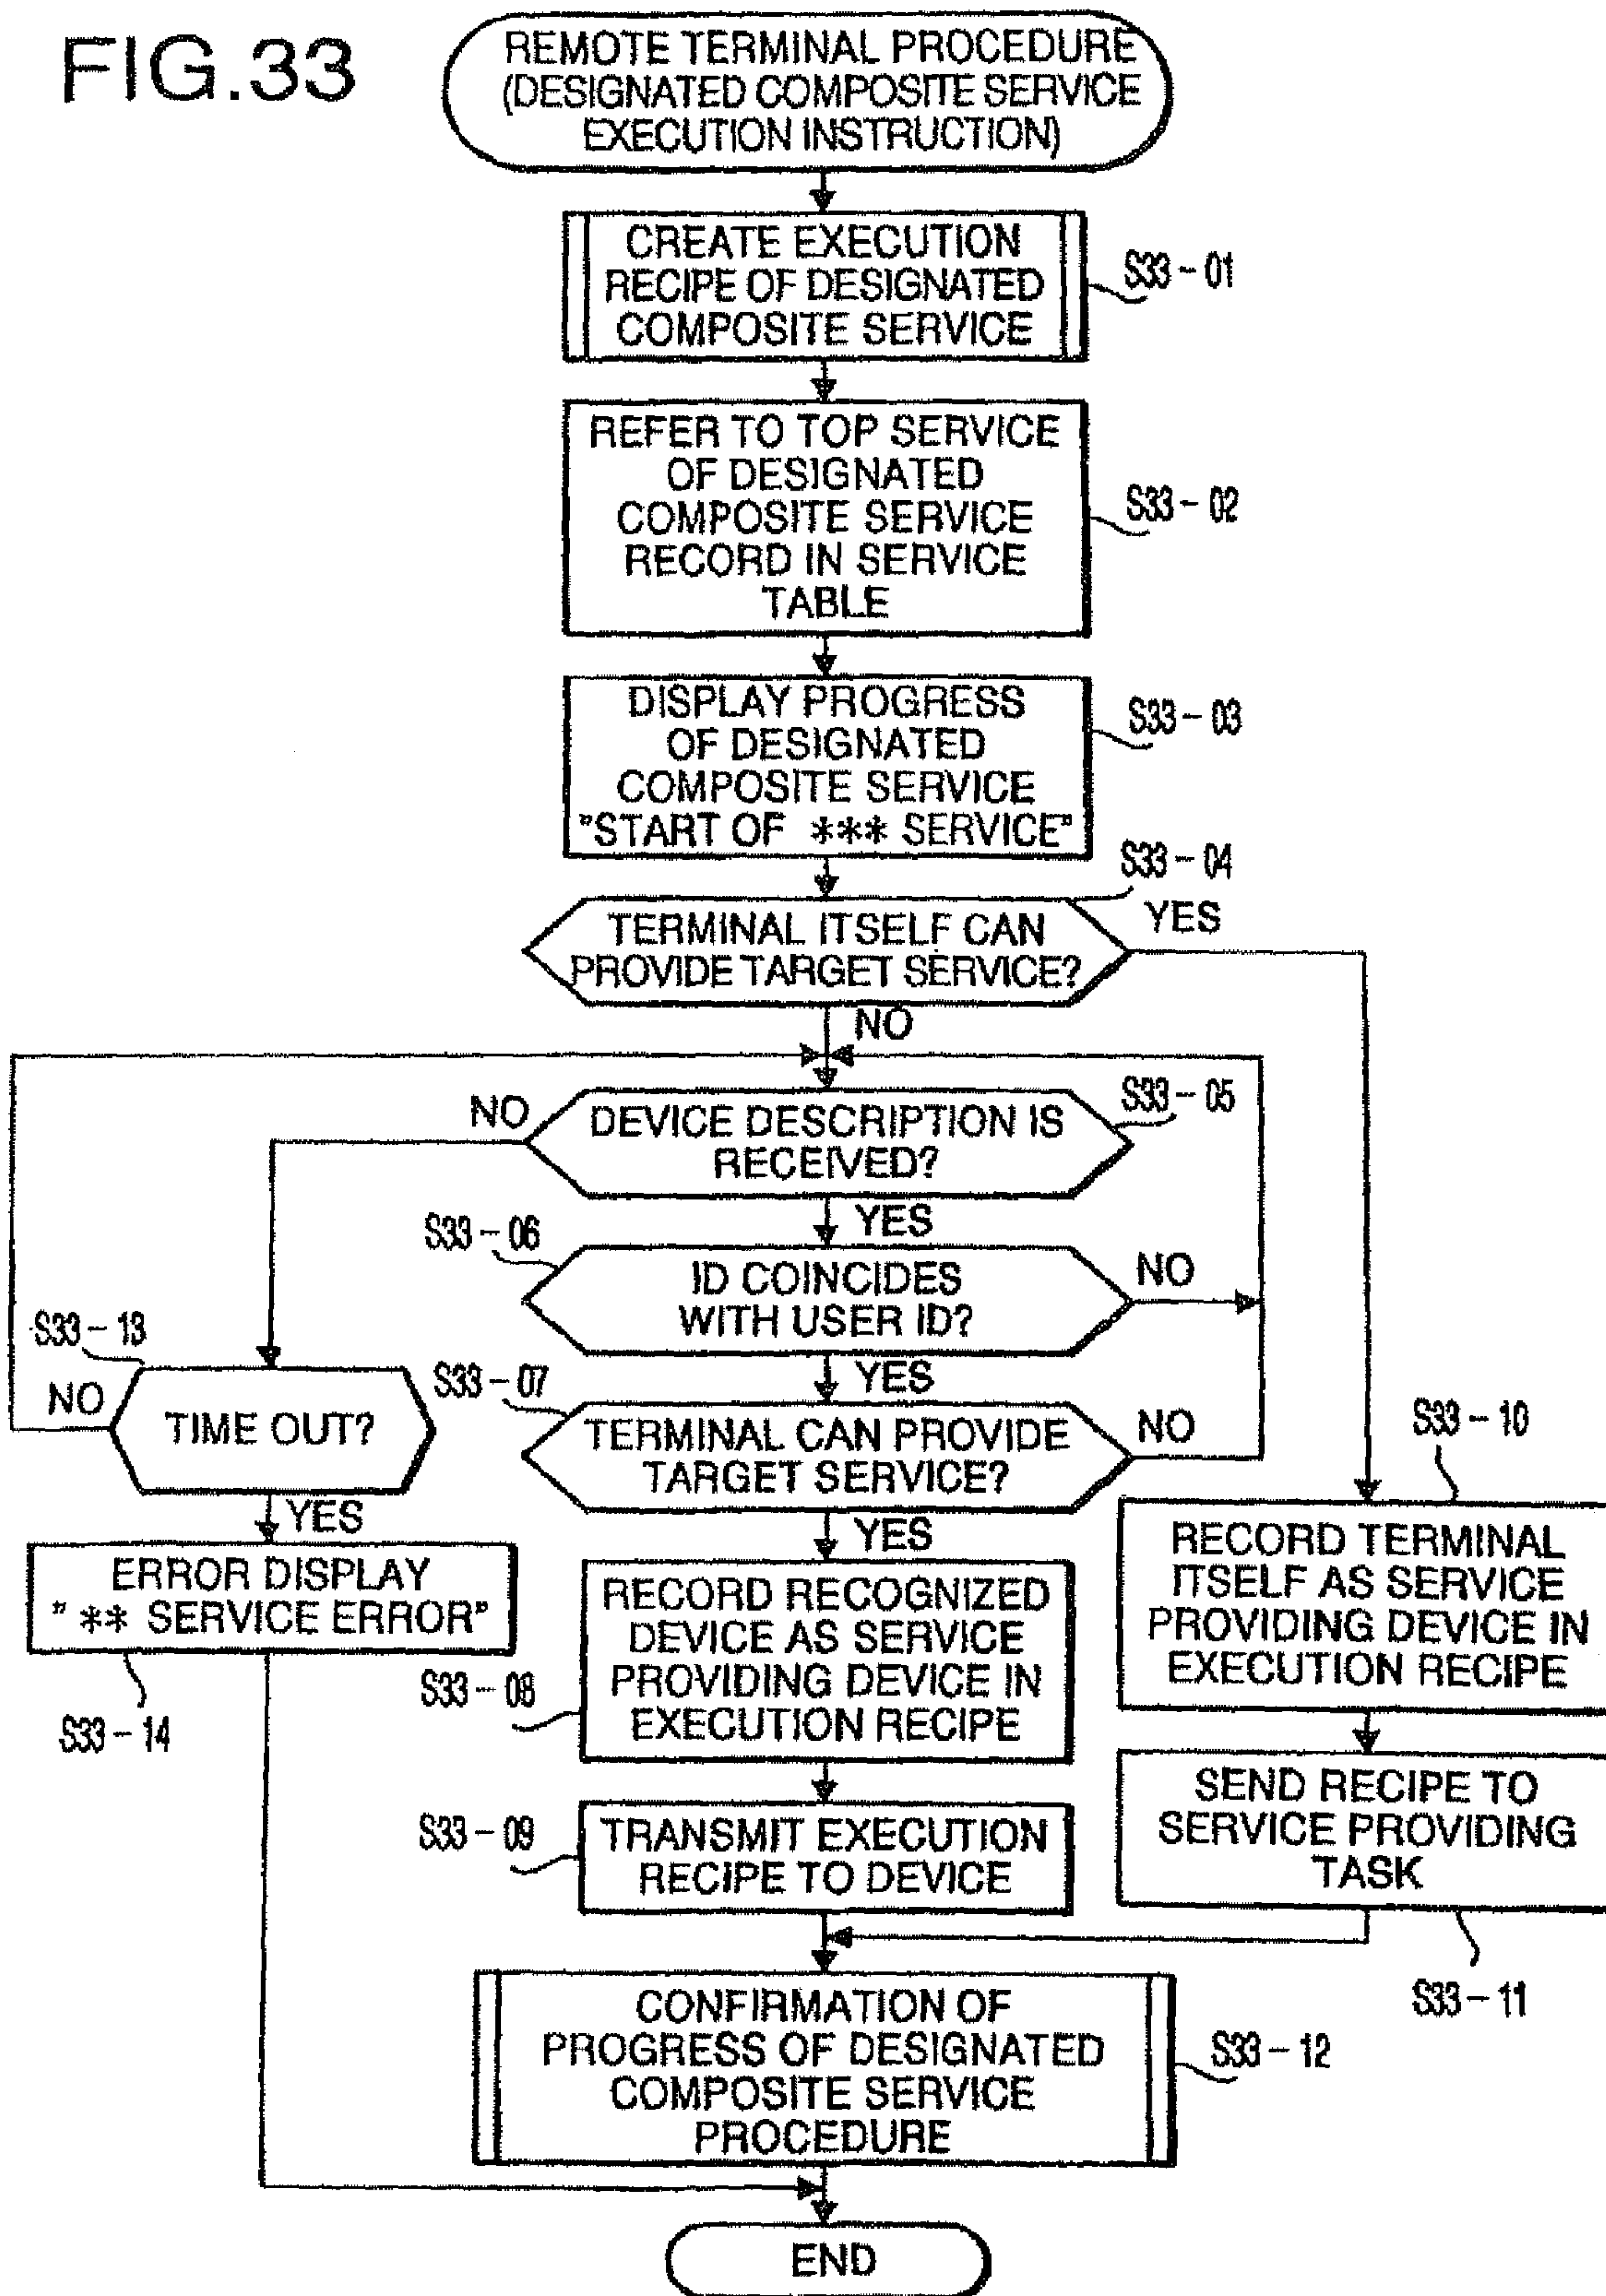 FIG.33
REMOTE TERMINAL PROCEDURE
(DESIGNATED COMPOSITE SERVICE
EXECUTION INSTRUCTION)
CREATE EXECUTION
RECIPE OF DESIGNATED
COMPOSITE SERVICE
S33-01
REFER TO TOP SERVICE
OF DESIGNATED
COMPOSITE SERVICE
RECORD IN SERVICE
TABLE
S33-02
DISPLAY PROGRESS
OF DESIGNATED
COMPOSITE SERVICE
"START OF *** SERVICE"
S33-03
S33-04
TERMINAL ITSELF CAN
PROVIDE TARGET SERVICE?
YES
NO
NO
DEVICE DESCRIPTION IS
RECEIVED?
S33-05
YES
S33-06
ID COINCIDES
WITH USER ID?
NO
YES
S33-13
NO
TIME OUT?
YES
S33-07
TERMINAL CAN PROVIDE
TARGET SERVICE?
NO
YES
S33-10
RECORD TERMINAL
ITSELF AS SERVICE
PROVIDING DEVICE IN
EXECUTION RECIPE
ERROR DISPLAY
" ** SERVICE ERROR"
S33-14
RECORD RECOGNIZED
DEVICE AS SERVICE
PROVIDING DEVICE IN
EXECUTION RECIPE
S33-08
SEND RECIPE TO
SERVICE PROVIDING
TASK
S33-11
S33-09
TRANSMIT EXECUTION
RECIPE TO DEVICE
CONFIRMATION OF
PROGRESS OF DESIGNATED
COMPOSITE SERVICE
PROCEDURE
S33-12
END